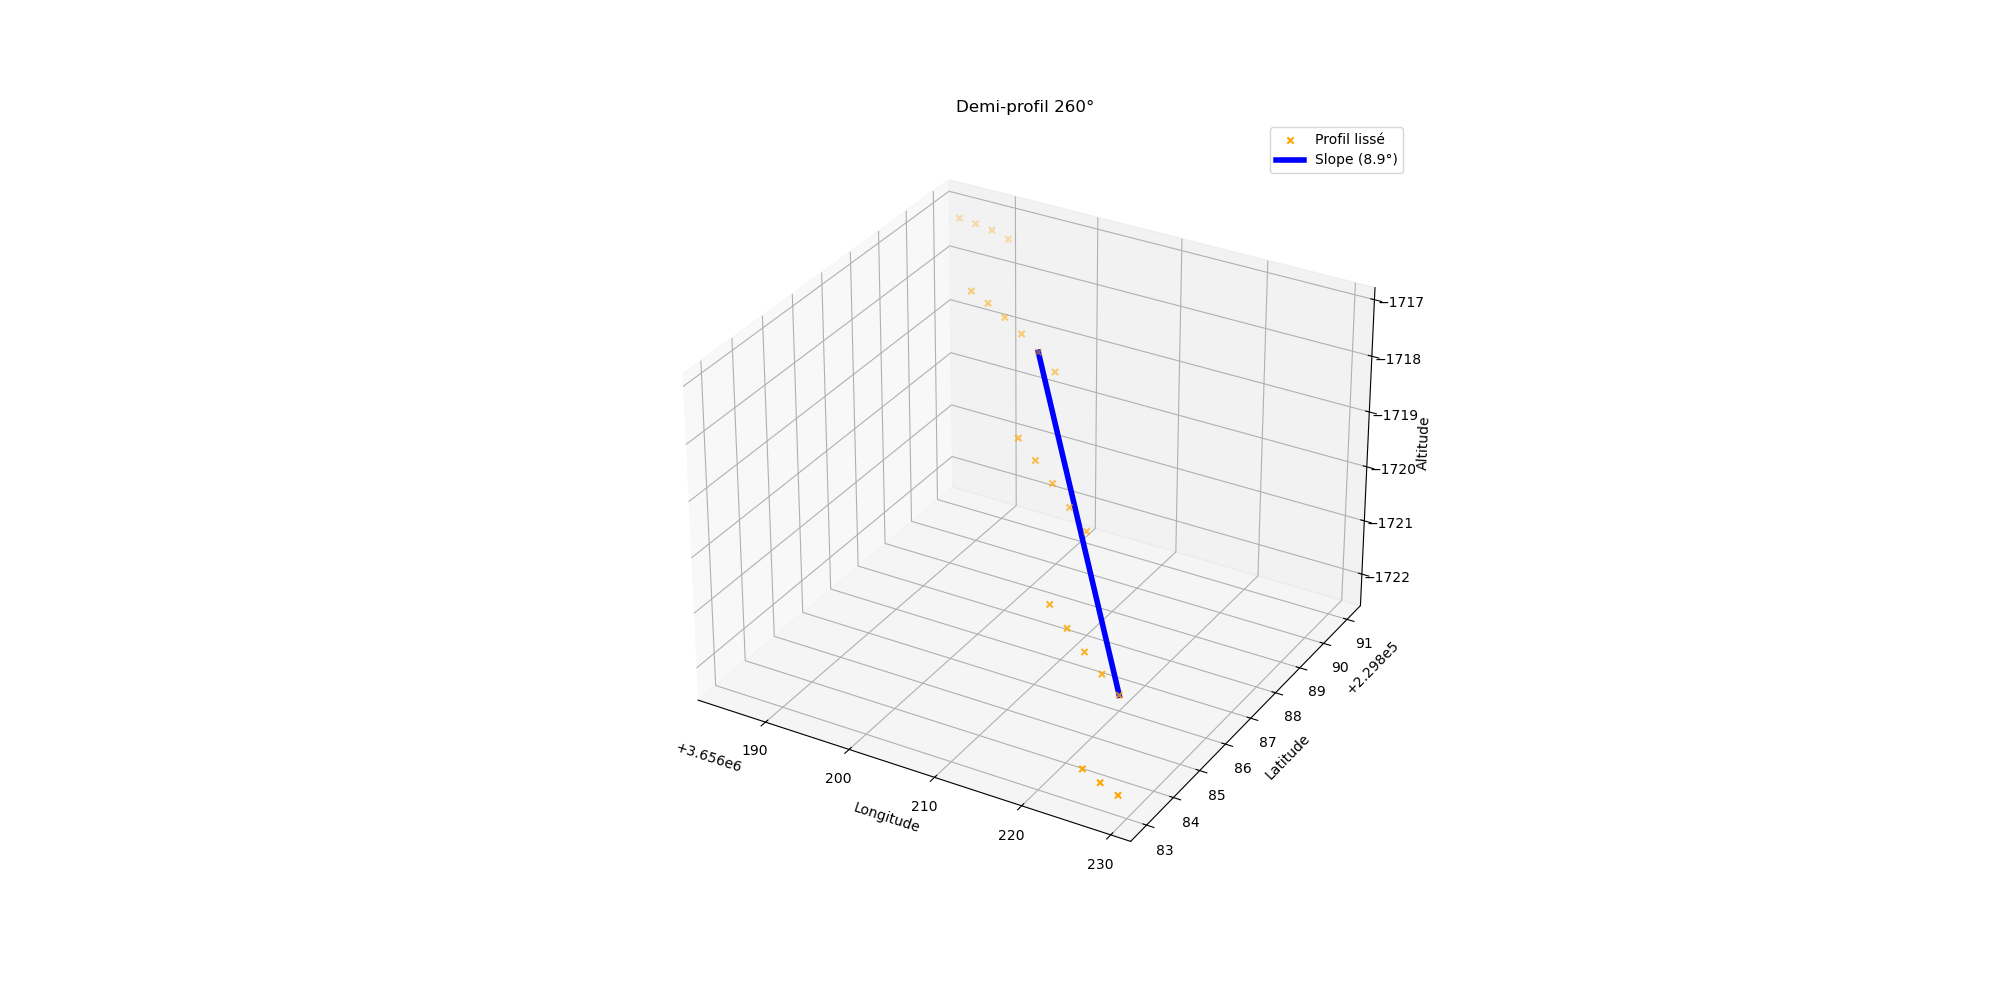 Demi-profil 260°
Profil lissé
Slope (8.9°)
−1717
−1718
−1719
−1720
−1721
−1722
Altitude
91
90
89
88
87
86
85
84
83
+2.298e5
Latitude
190
200
210
220
230
+3.656e6
Longitude